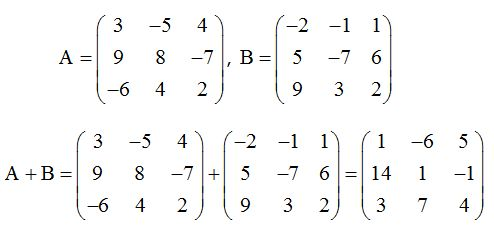 A = ( 3 −5 4 ; 9 8 −7 ; −6 4 2 ), B = ( −2 −1 1 ; 5 −7 6 ; 9 3 2 )
A + B = ( 3 −5 4 ; 9 8 −7 ; −6 4 2 ) + ( −2 −1 1 ; 5 −7 6 ; 9 3 2 ) = ( 1 −6 5 ; 14 1 −1 ; 3 7 4 )